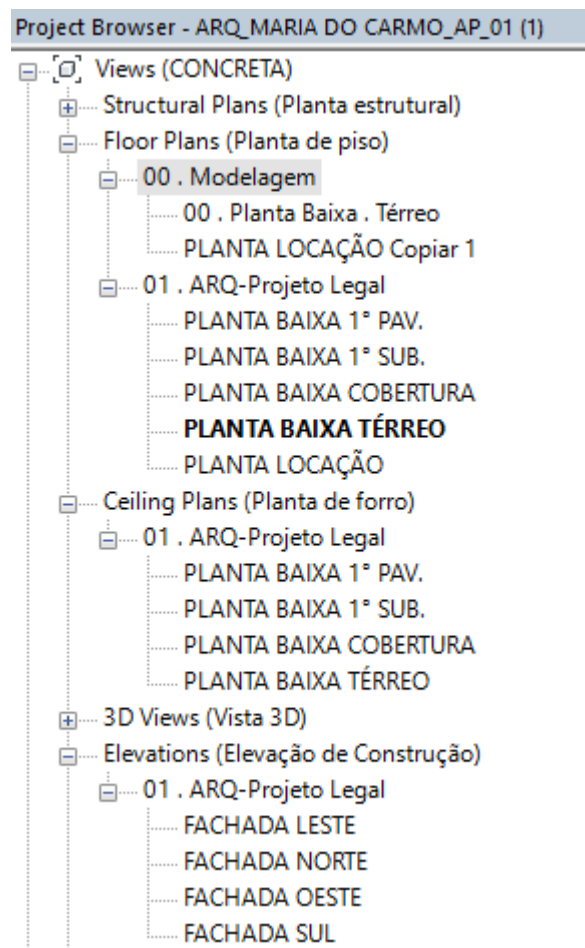 Project Browser - ARQ_MARIA DO CARMO_AP_01 (1)
Views (CONCRETA)
Structural Plans (Planta estrutural)
Floor Plans (Planta de piso)
00 . Modelagem
00 . Planta Baixa . Térreo
PLANTA LOCAÇÃO Copiar 1
01 . ARQ-Projeto Legal
PLANTA BAIXA 1° PAV.
PLANTA BAIXA 1° SUB.
PLANTA BAIXA COBERTURA
PLANTA BAIXA TÉRREO
PLANTA LOCAÇÃO
Ceiling Plans (Planta de forro)
01 . ARQ-Projeto Legal
PLANTA BAIXA 1° PAV.
PLANTA BAIXA 1° SUB.
PLANTA BAIXA COBERTURA
PLANTA BAIXA TÉRREO
3D Views (Vista 3D)
Elevations (Elevação de Construção)
01 . ARQ-Projeto Legal
FACHADA LESTE
FACHADA NORTE
FACHADA OESTE
FACHADA SUL